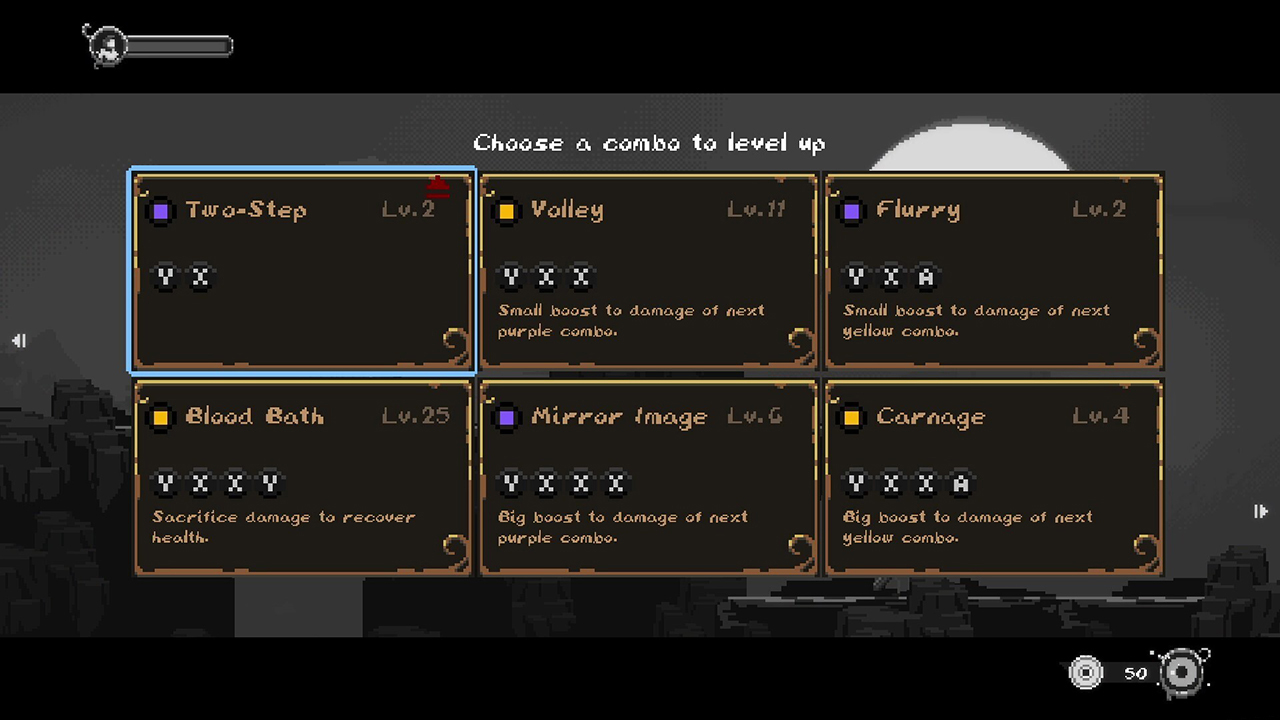 Choose a combo to level up
Two-Step Lv.2
Y X
Volley Lv.11
Y X X
Small boost to damage of next
purple combo.
Flurry Lv.2
Y X A
Small boost to damage of next
yellow combo.
Blood Bath Lv.25
Y X X Y
Sacrifice damage to recover
health.
Mirror Image Lv.6
Y X X X
Big boost to damage of next
purple combo.
Carnage Lv.4
Y X X A
Big boost to damage of next
yellow combo.
50